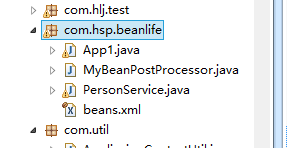 com.hlj.test
com.hsp.beanlife
App1.java
MyBeanPostProcessor.java
PersonService.java
beans.xml
com.util